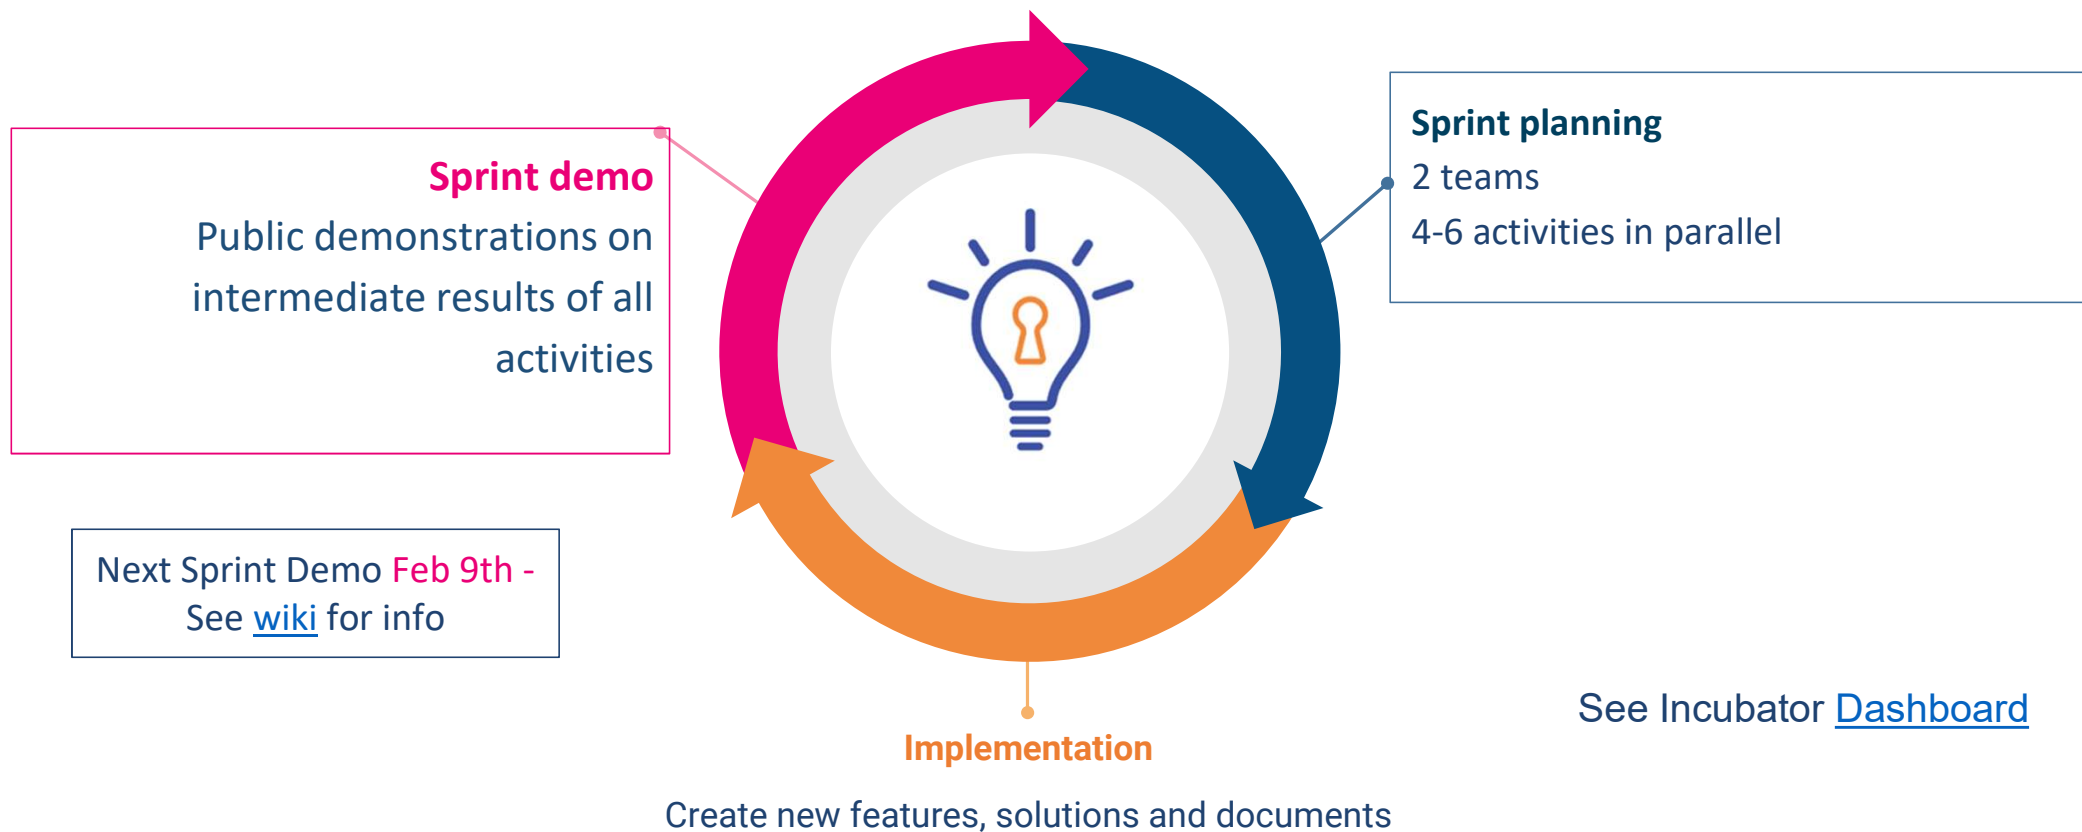 Sprint demo
Public demonstrations on
intermediate results of all
activities
Sprint planning
2 teams
4-6 activities in parallel
Next Sprint Demo Feb 9th -
See wiki for info
See Incubator Dashboard
Implementation
Create new features, solutions and documents